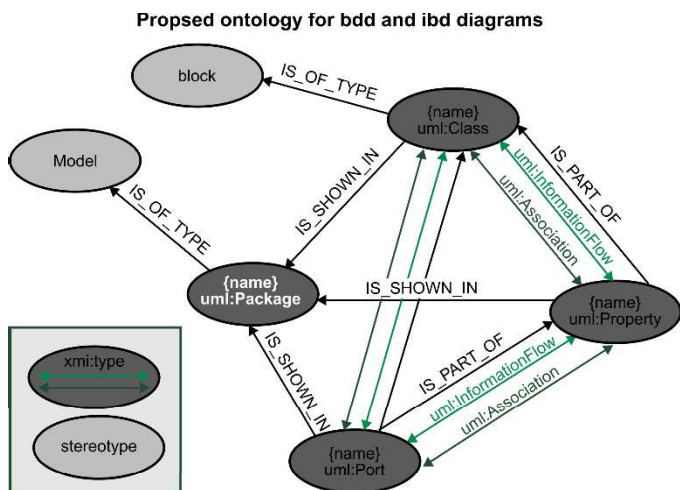 Propsed ontology for bdd and ibd diagrams
block
IS_OF_TYPE
{name}
uml:Class
Model
IS_OF_TYPE
IS_SHOWN_IN
IS_PART_OF
uml:InformationFlow
uml:Association
{name}
uml:Package
IS_SHOWN_IN
{name}
uml:Property
IS_SHOWN_IN
IS_PART_OF
uml:InformationFlow
uml:Association
xmi:type
stereotype
{name}
uml:Port